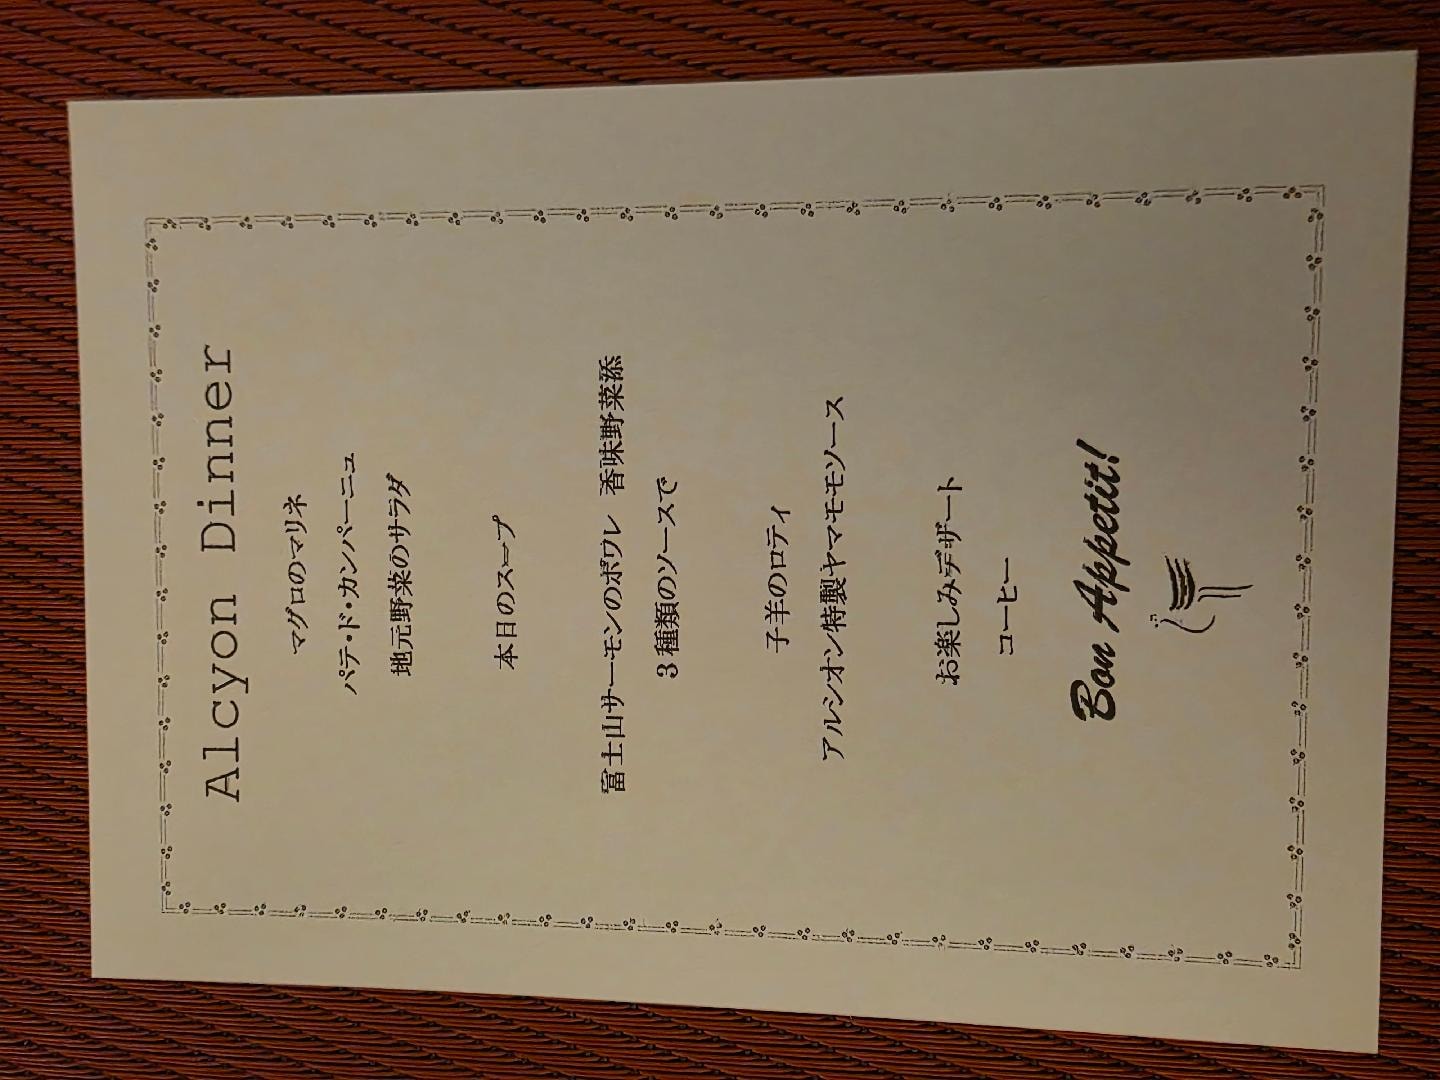 Alcyon Dinner
マグロのマリネ
パテ・ド・カンパーニュ
地元野菜のサラダ
本日のスープ
富士山サーモンのポワレ 香味野菜添
3種類のソースで
子羊のロティ
アルシオン特製ヤマモモソース
お楽しみデザート
コーヒー
Bon Appetit!